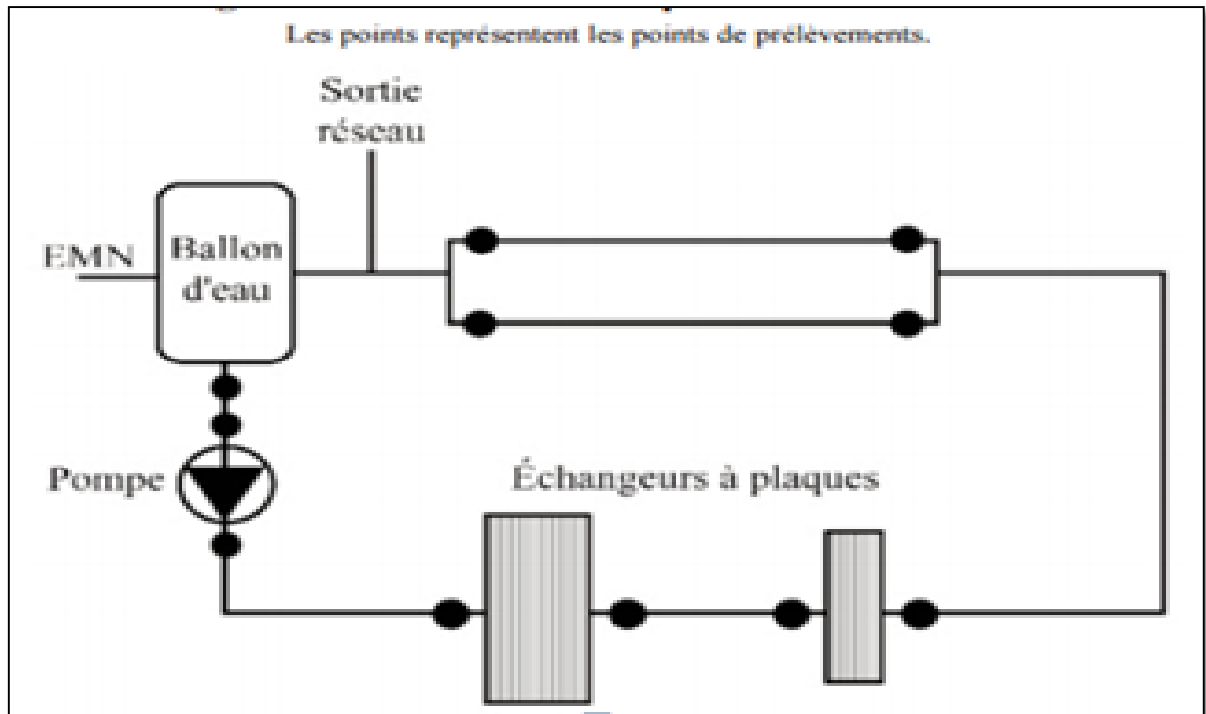 Les points représentent les points de prélèvements.
Sortie
réseau
EMN
Ballon
d'eau
Pompe
Échangeurs à plaques